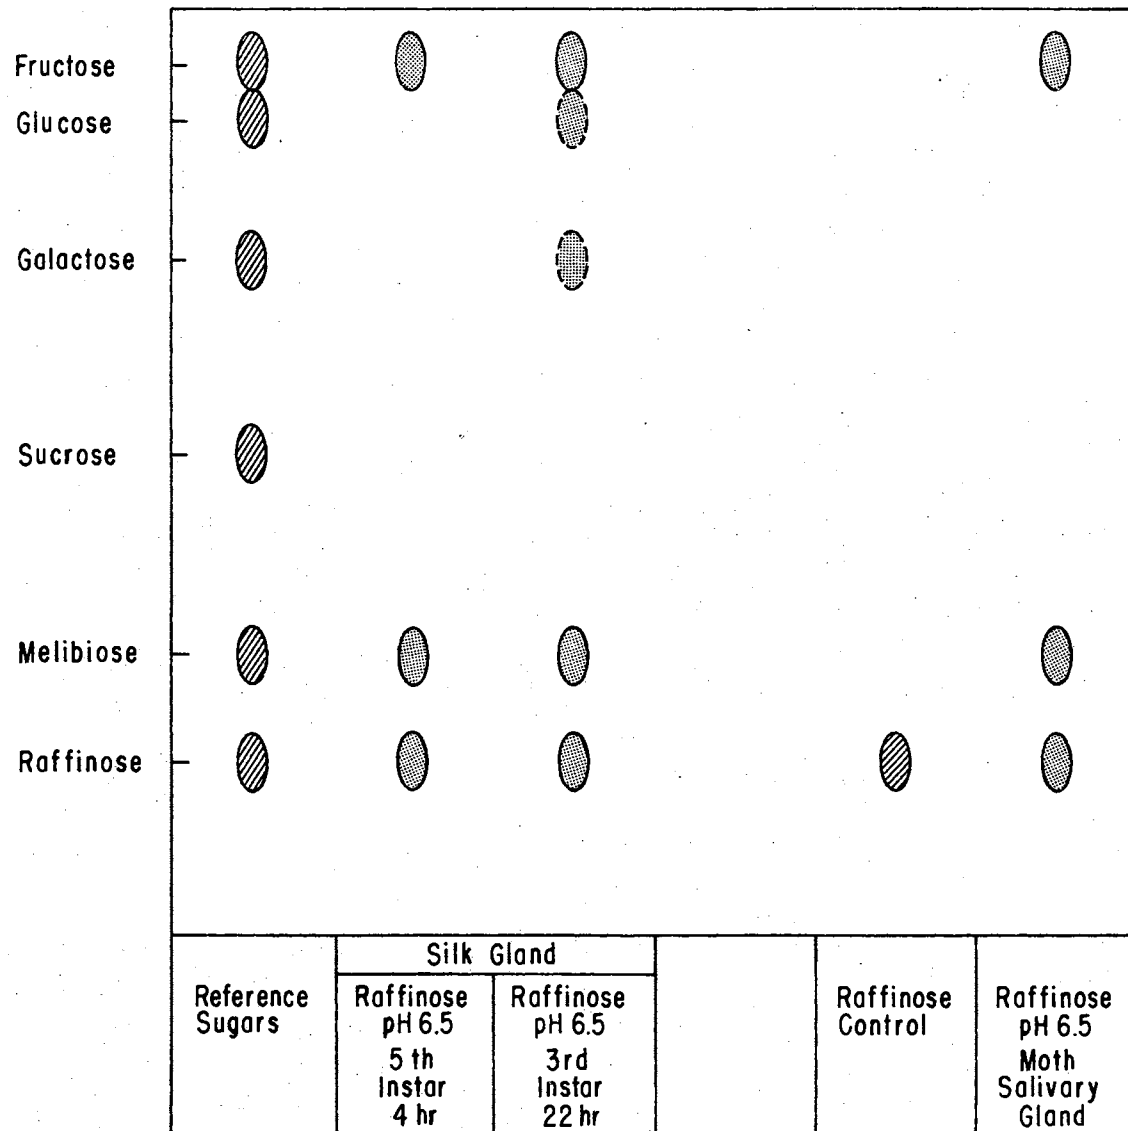 Fructose
Glucose
Galactose
Sucrose
Melibiose
Raffinose
Silk Gland
Reference
Sugars
Raffinose
pH 6.5
5 th
Instar
4 hr
Raffinose
pH 6.5
3rd
Instar
22 hr
Raffinose
Control
Raffinose
pH 6.5
Moth
Salivary
Gland